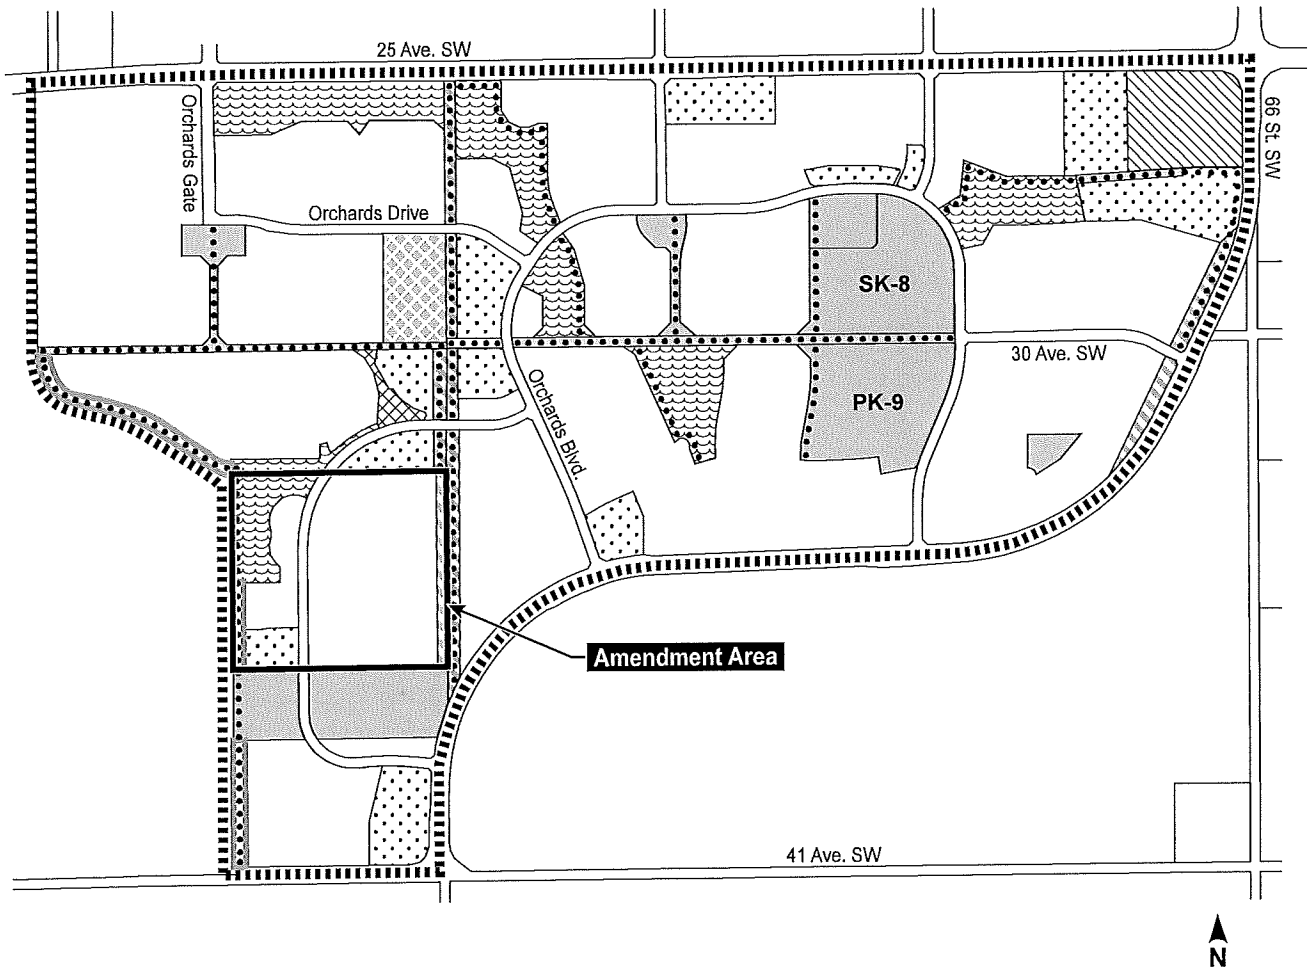 25 Ave. SW
66 St. SW
Orchards Gate
Orchards Drive
SK-8
30 Ave. SW
PK-9
Orchards Blvd.
Amendment Area
41 Ave. SW
N